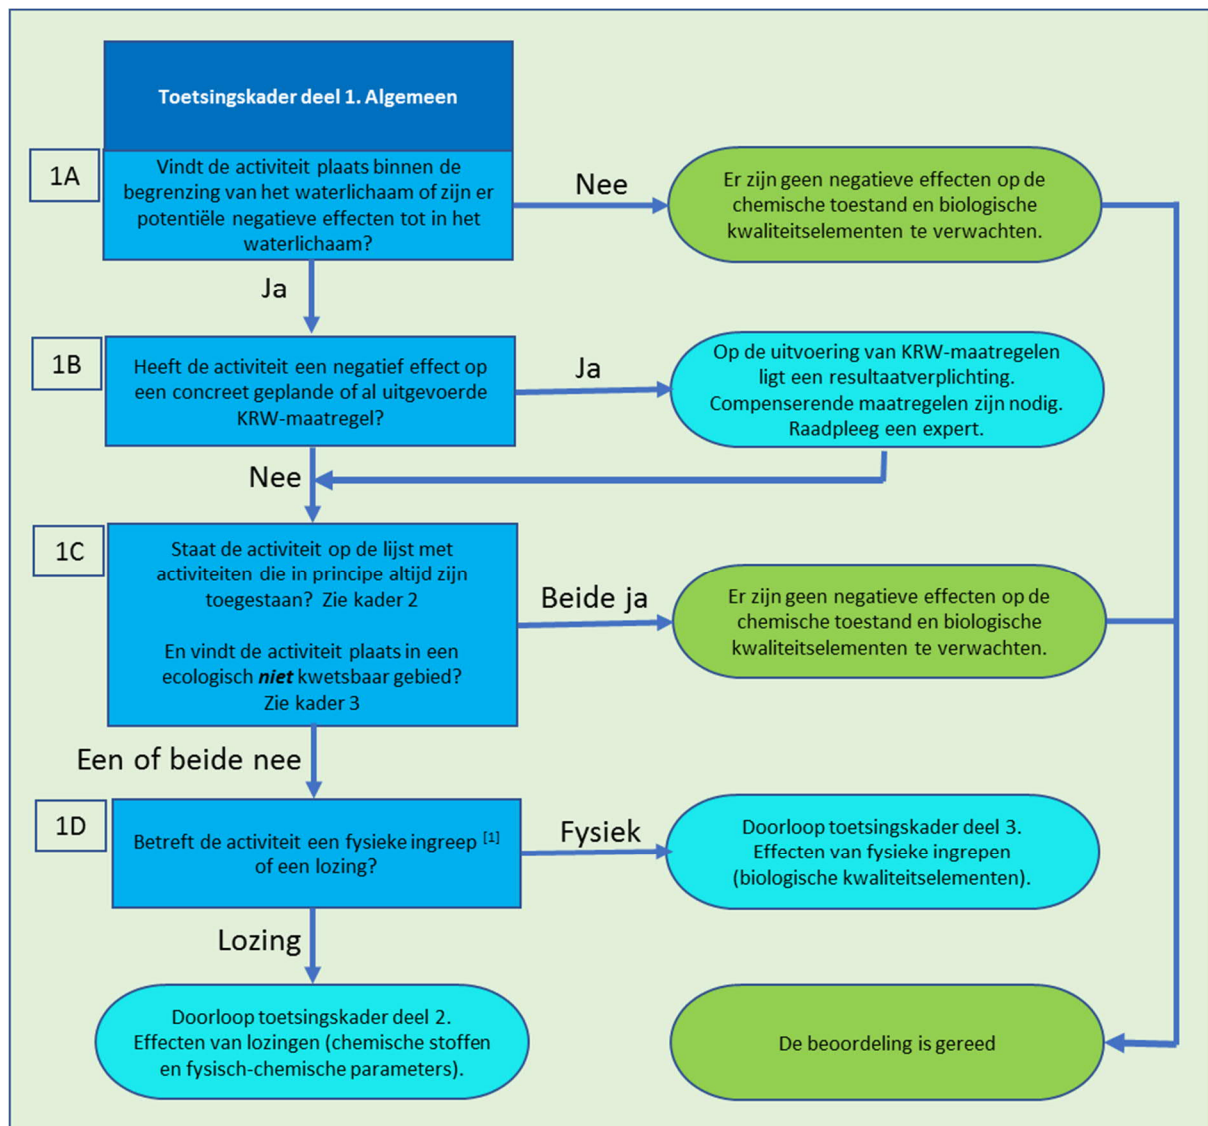 Toetsingskader deel 1. Algemeen
1A
Vindt de activiteit plaats binnen de
begrenzing van het waterlichaam of zijn er
potentiële negatieve effecten tot in het
waterlichaam?
Nee
Er zijn geen negatieve effecten op de
chemische toestand en biologische
kwaliteitselementen te verwachten.
Ja
1B
Heeft de activiteit een negatief effect op
een concreet geplande of al uitgevoerde
KRW-maatregel?
Ja
Op de uitvoering van KRW-maatregelen
ligt een resultaatverplichting.
Compenserende maatregelen zijn nodig.
Raadpleeg een expert.
Nee
1C
Staat de activiteit op de lijst met
activiteiten die in principe altijd zijn
toegestaan? Zie kader 2
En vindt de activiteit plaats in een
ecologisch niet kwetsbaar gebied?
Zie kader 3
Beide ja
Er zijn geen negatieve effecten op de
chemische toestand en biologische
kwaliteitselementen te verwachten.
Een of beide nee
1D
Betreft de activiteit een fysieke ingreep [1]
of een lozing?
Fysiek
Doorloop toetsingskader deel 3.
Effecten van fysieke ingrepen
(biologische kwaliteitselementen).
Lozing
Doorloop toetsingskader deel 2.
Effecten van lozingen (chemische stoffen
en fysisch-chemische parameters).
De beoordeling is gereed